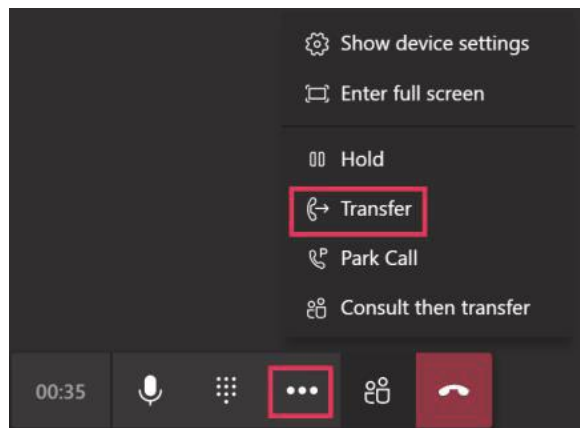 Show device settings
Enter full screen
Hold
Transfer
Park Call
Consult then transfer
00:35